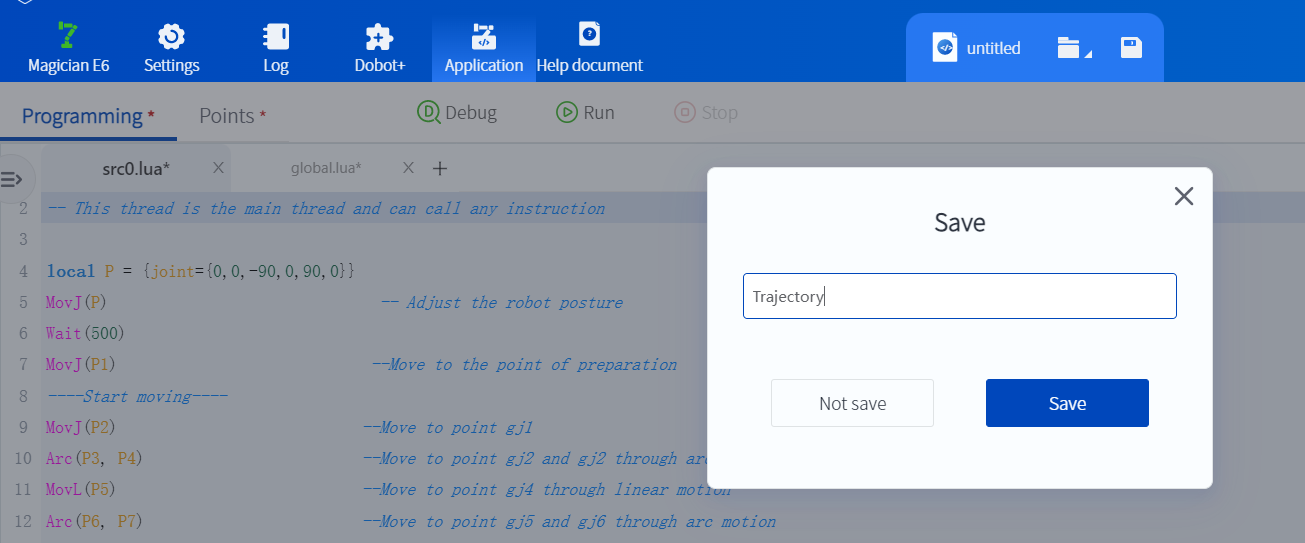 Magician E6 Settings Log Dobot+ Application Help document untitled
Programming * Points * Debug Run Stop
src0.lua* global.lua*
Save
Trajectory
Not save Save
2 -- This thread is the main thread and can call any instruction
3
4 local P = {joint={0,0,-90,0,90,0}}
5 MovJ(P) -- Adjust the robot posture
6 Wait(500)
7 MovJ(P1) --Move to the point of preparation
8 ----Start moving----
9 MovJ(P2) --Move to point gj1
10 Arc(P3, P4) --Move to point gj2 and gj2 through arc
11 MovL(P5) --Move to point gj4 through linear motion
12 Arc(P6, P7) --Move to point gj5 and gj6 through arc motion